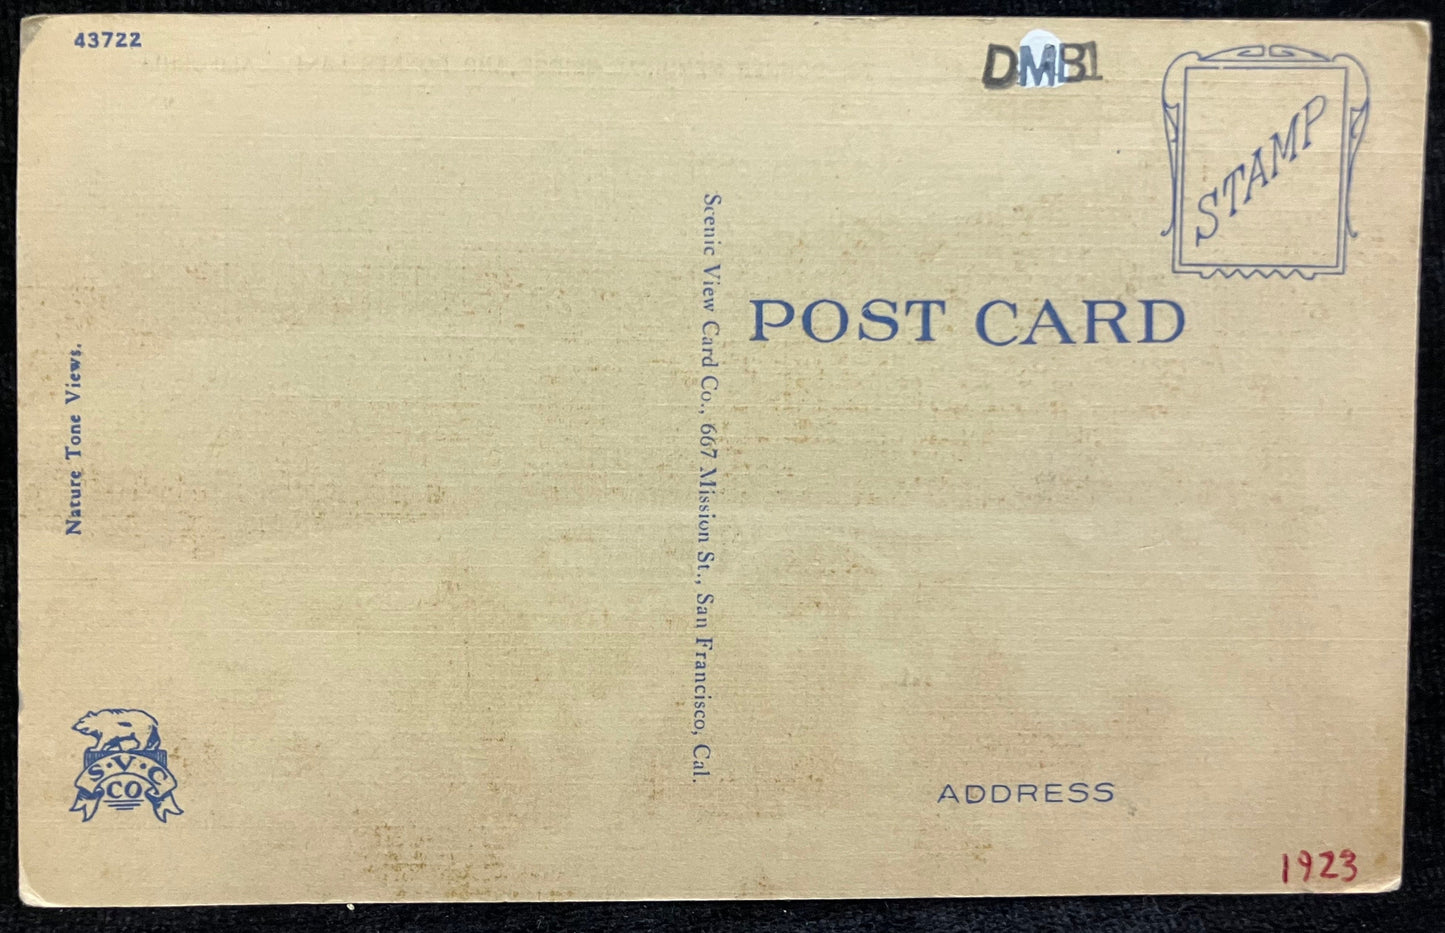 43722
DMB1
STAMP
Scenic View Card Co., 667 Mission St., San Francisco, Cal.
POST CARD
Nature Tone Views.
S·V·C
CO
ADDRESS
1923